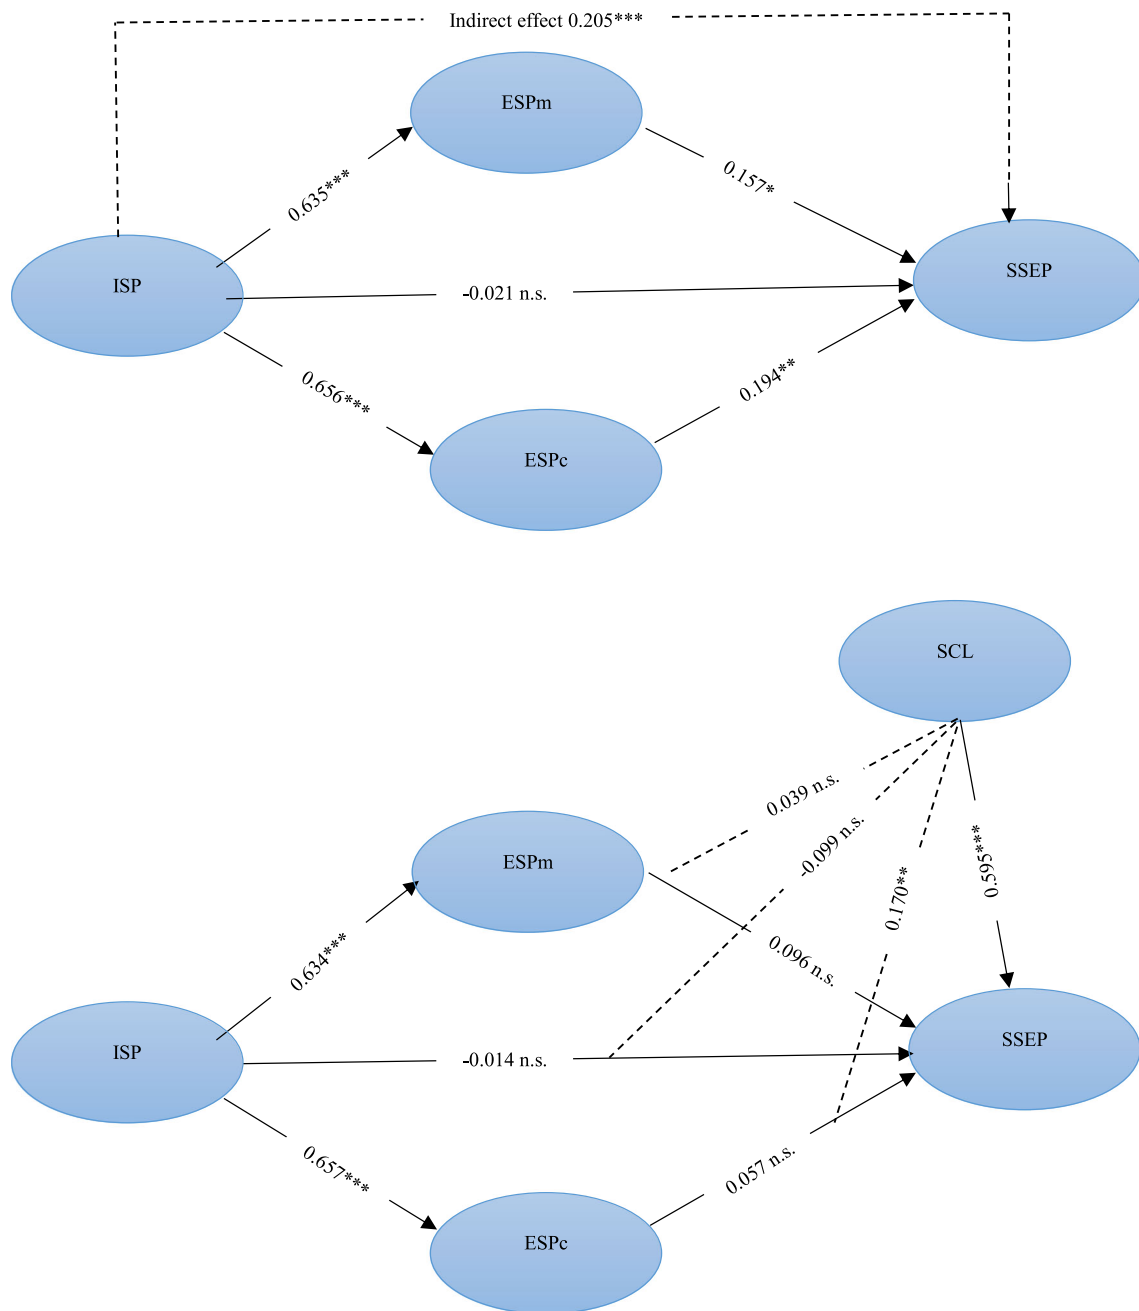 Indirect effect 0.205***
ESPm
0.635***
0.157*
ISP
-0.021 n.s.
SSEP
0.656***
0.194**
ESPc
SCL
0.039 n.s.
-0.099 n.s.
0.170**
0.595***
ESPm
0.634***
0.096 n.s.
ISP
-0.014 n.s.
SSEP
0.657***
0.057 n.s.
ESPc